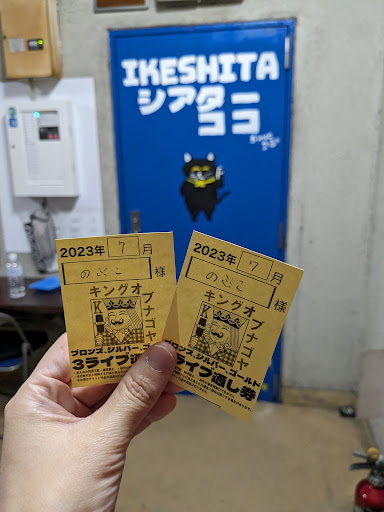 IKESHITA
シアター
ココ
2023年 7月
のぶこ 様
キングオブナゴヤ
K
ブロンズ、シルバー、ゴールド
3ライブ通
2023年 7月
のぶこ 様
キングオブナゴヤ
K
ブロンズ、シルバー、ゴールド
ライブ通し券